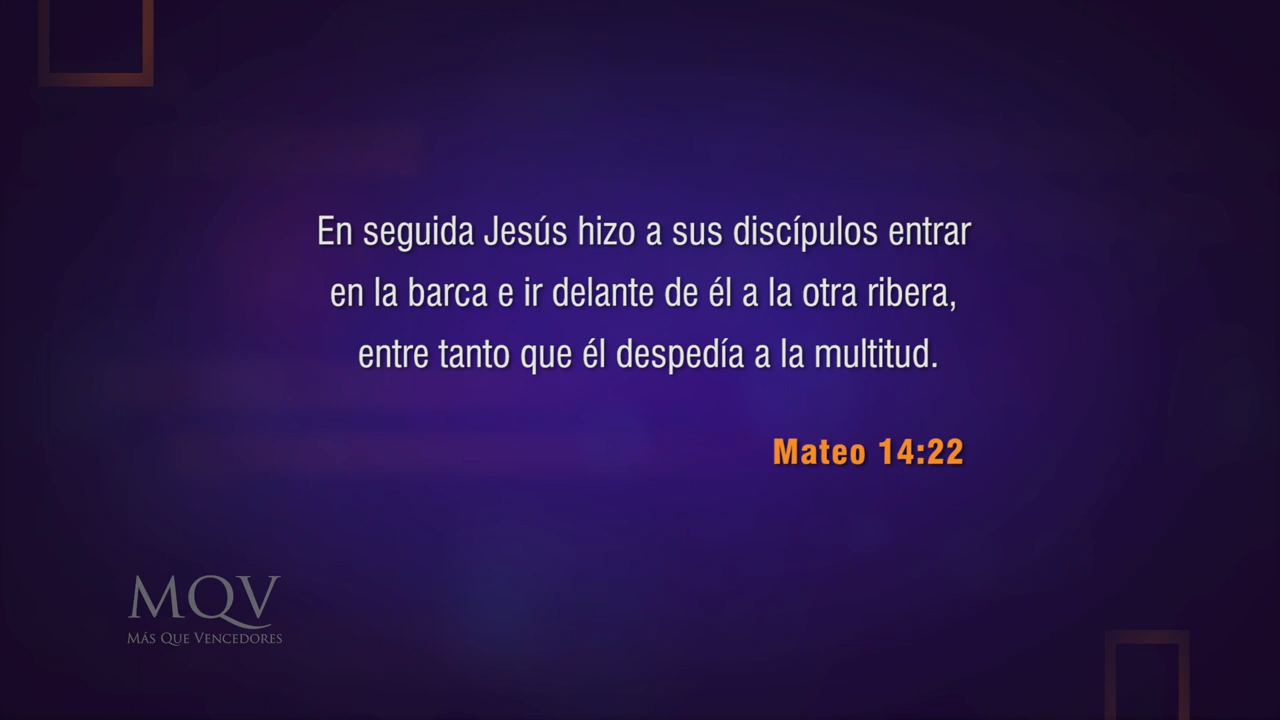 En seguida Jesús hizo a sus discípulos entrar
en la barca e ir delante de él a la otra ribera,
entre tanto que él despedía a la multitud.
Mateo 14:22
MQV
MÁS QUE VENCEDORES